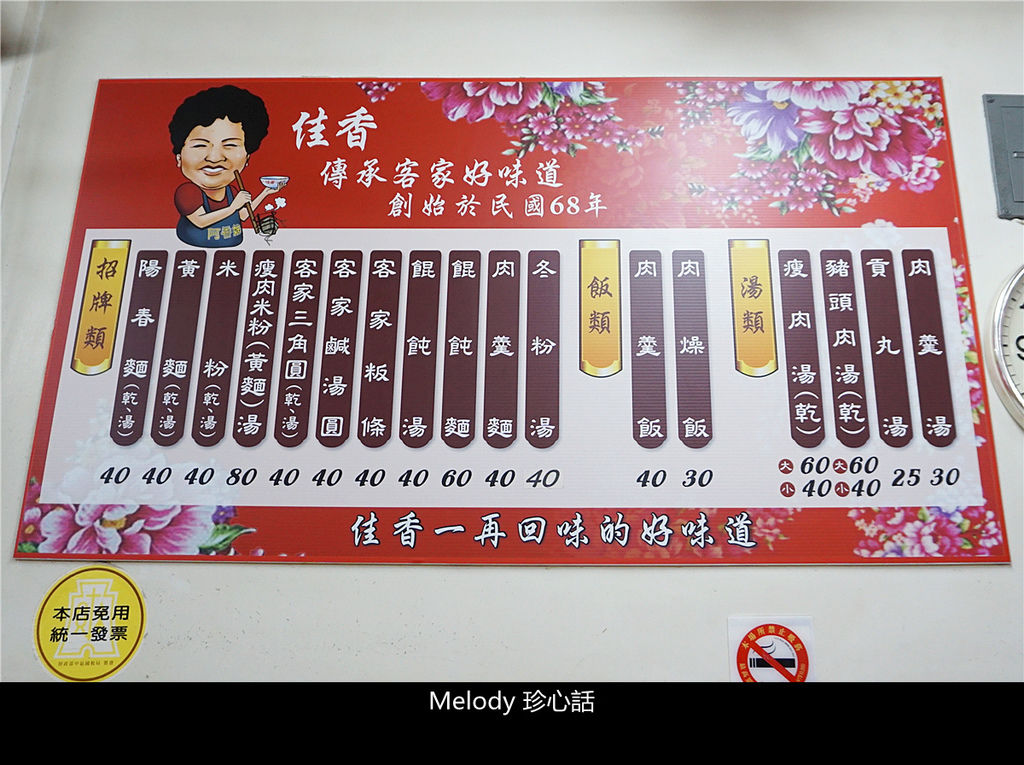 佳香
傳承客家好味道
創始於民國68年
招牌類
陽春麵(乾、湯) 40
黃麵(乾、湯) 40
米粉(乾、湯) 40
瘦肉米粉(黃麵)湯 80
客家三角圓(乾、湯) 40
客家鹹湯圓 40
客家粄條 40
餛飩湯 40
餛飩麵 60
肉羹麵 40
冬粉湯 40
飯類
肉羹飯 40
肉燥飯 30
湯類
瘦肉湯(乾) 大60 小40
豬頭肉湯(乾) 大60 小40
貢丸湯 25
肉羹湯 30
佳香一再回味的好味道
本店免用
統一發票
本場所禁止吸菸
Melody 珍心話